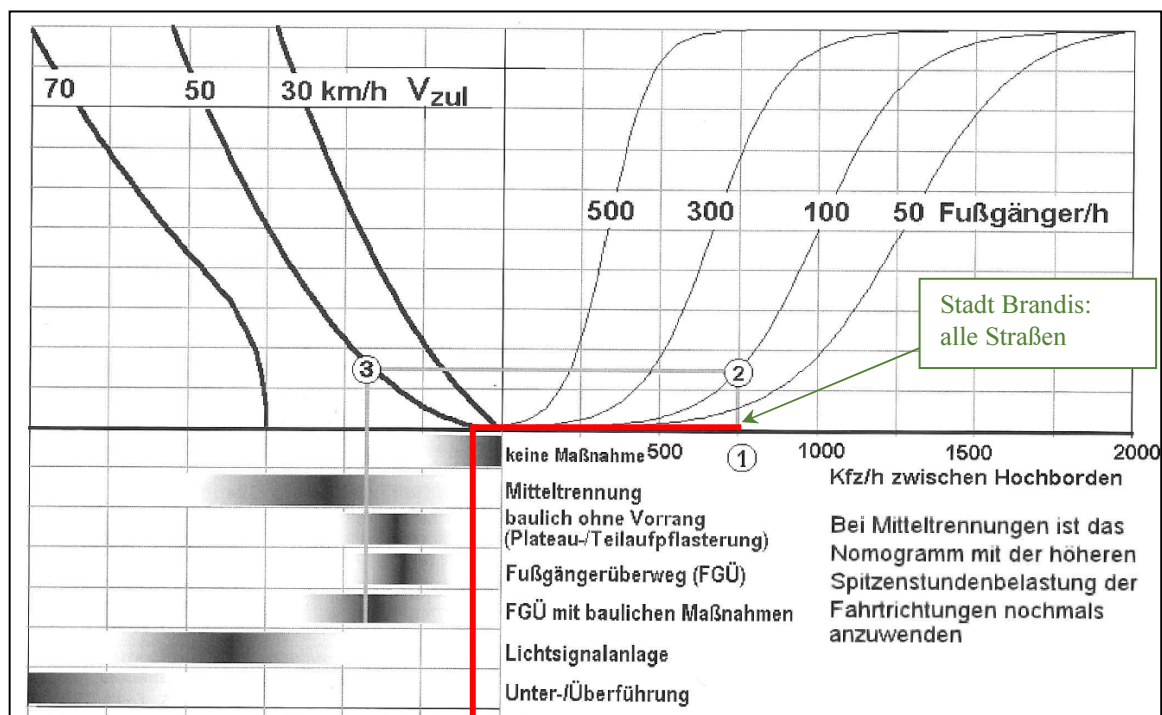 70
50
30 km/h Vzul
500
300
100
50 Fußgänger/h
Stadt Brandis:
alle Straßen
3
2
keine Maßnahme
500
1
1000
1500
2000
Kfz/h zwischen Hochborden
Mitteltrennung
baulich ohne Vorrang
(Plateau-/Teilaufpflasterung)
Fußgängerüberweg (FGÜ)
FGÜ mit baulichen Maßnahmen
Lichtsignalanlage
Unter-/Überführung
Bei Mitteltrennungen ist das
Nomogramm mit der höheren
Spitzenstundenbelastung der
Fahrtrichtungen nochmals
anzuwenden